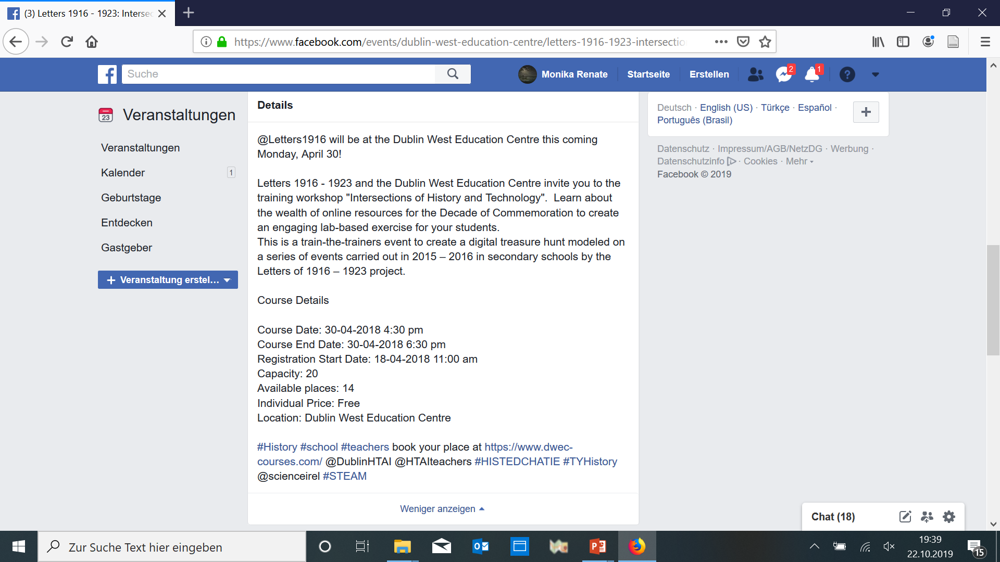 (3) Letters 1916 - 1923: Intersec
https://www.facebook.com/events/dublin-west-education-centre/letters-1916-1923-intersectio
Suche
Monika Renate
Startseite
Erstellen
2
1
?
23
Veranstaltungen
Veranstaltungen
Kalender
1
Geburtstage
Entdecken
Gastgeber
+ Veranstaltung erstel...
Details
@Letters1916 will be at the Dublin West Education Centre this coming
Monday, April 30!
Letters 1916 - 1923 and the Dublin West Education Centre invite you to the
training workshop "Intersections of History and Technology".  Learn about
the wealth of online resources for the Decade of Commemoration to create
an engaging lab-based exercise for your students.
This is a train-the-trainers event to create a digital treasure hunt modeled on
a series of events carried out in 2015 – 2016 in secondary schools by the
Letters of 1916 – 1923 project.
Course Details
Course Date: 30-04-2018 4:30 pm
Course End Date: 30-04-2018 6:30 pm
Registration Start Date: 18-04-2018 11:00 am
Capacity: 20
Available places: 14
Individual Price: Free
Location: Dublin West Education Centre
#History #school #teachers book your place at https://www.dwec-
courses.com/ @DublinHTAI @HTAIteachers #HISTEDCHATIE #TYHistory
@scienceirel #STEAM
Weniger anzeigen
Deutsch · English (US) · Türkçe · Español ·
Português (Brasil)
Datenschutz · Impressum/AGB/NetzDG · Werbung ·
Datenschutzinfo · Cookies · Mehr
Facebook © 2019
Chat (18)
Zur Suche Text hier eingeben
19:39
22.10.2019
15